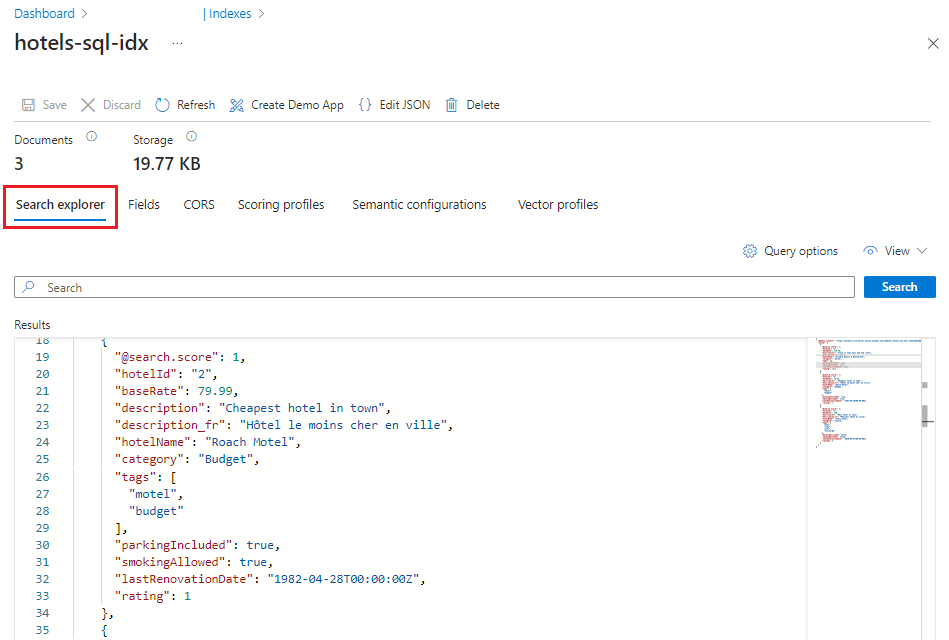 Dashboard > | Indexes >
hotels-sql-idx ...
Save Discard Refresh Create Demo App {} Edit JSON Delete
Documents Storage
3 19.77 KB
Search explorer Fields CORS Scoring profiles Semantic configurations Vector profiles
Query options View
Search Search
Results
18 {
19 "@search.score": 1,
20 "hotelId": "2",
21 "baseRate": 79.99,
22 "description": "Cheapest hotel in town",
23 "description_fr": "Hôtel le moins cher en ville",
24 "hotelName": "Roach Motel",
25 "category": "Budget",
26 "tags": [
27 "motel",
28 "budget"
29 ],
30 "parkingIncluded": true,
31 "smokingAllowed": true,
32 "lastRenovationDate": "1982-04-28T00:00:00Z",
33 "rating": 1
34 },
35 {